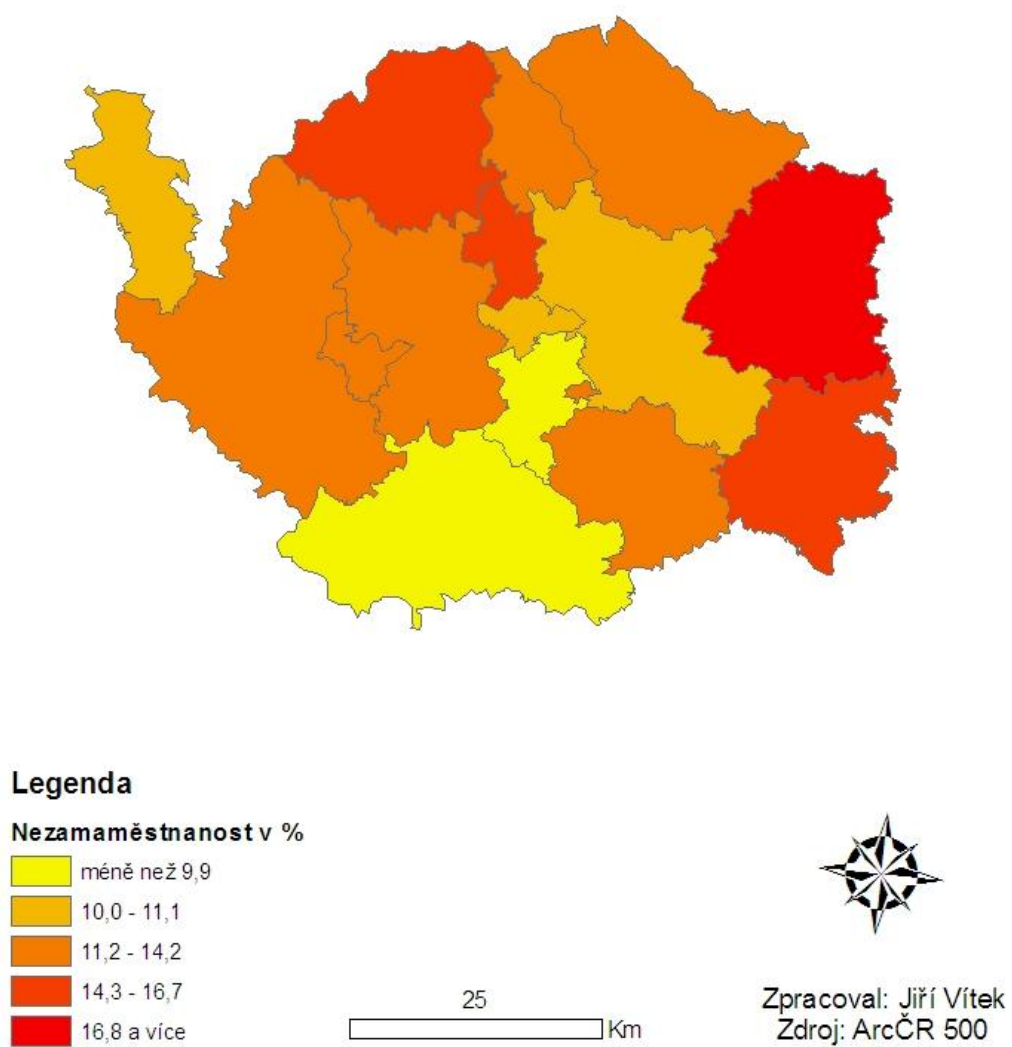 Legenda
Nezamaměstnanost v %
méně než 9,9
10,0 - 11,1
11,2 - 14,2
14,3 - 16,7
16,8 a více
25
Km
Zpracoval: Jiří Vítek
Zdroj: ArcČR 500